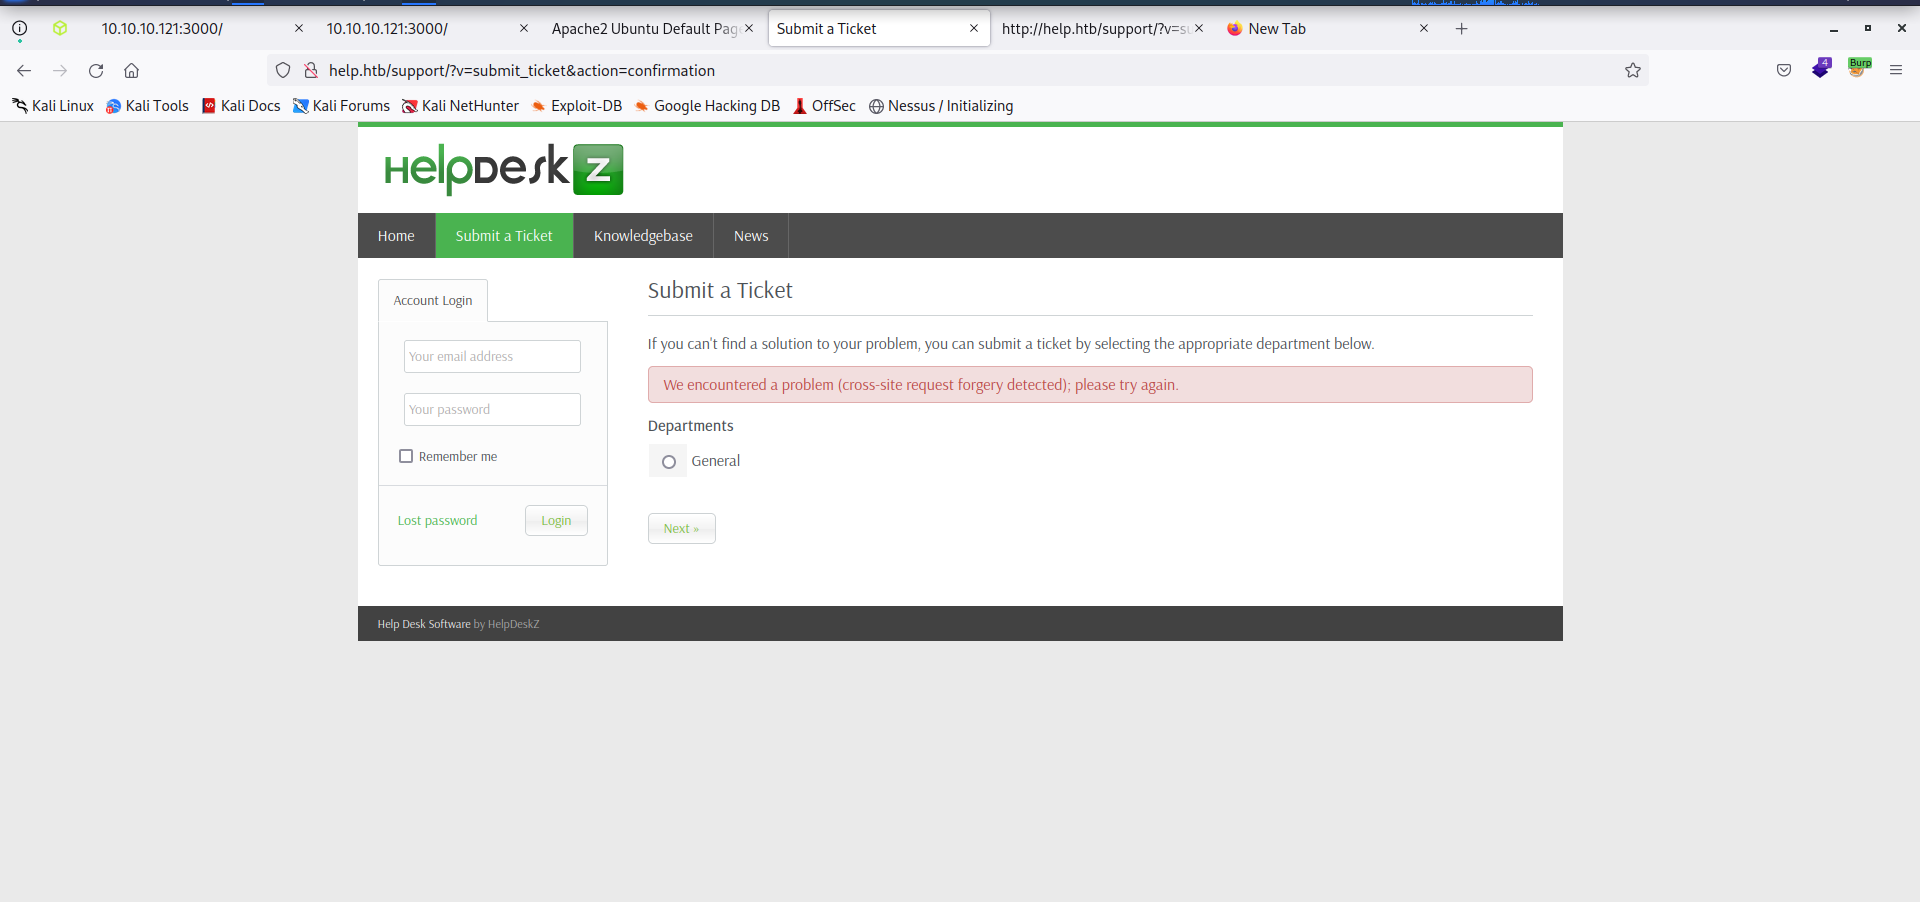 10.10.10.121:3000/
10.10.10.121:3000/
Apache2 Ubuntu Default Pag
Submit a Ticket
http://help.htb/support/?v=su
New Tab
help.htb/support/?v=submit_ticket&action=confirmation
4
Burp
Kali Linux
Kali Tools
Kali Docs
Kali Forums
Kali NetHunter
Exploit-DB
Google Hacking DB
OffSec
Nessus / Initializing
HelpDeskZ
Home
Submit a Ticket
Knowledgebase
News
Account Login
Your email address
Your password
Remember me
Lost password
Login
Submit a Ticket
If you can't find a solution to your problem, you can submit a ticket by selecting the appropriate department below.
We encountered a problem (cross-site request forgery detected); please try again.
Departments
General
Next »
Help Desk Software by HelpDeskZ